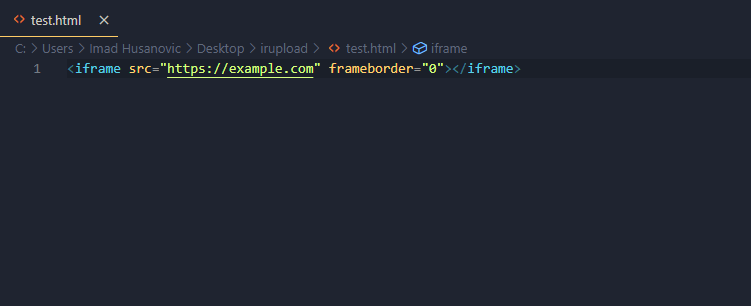 test.html
C: > Users > Imad Husanovic > Desktop > irupload > test.html > iframe
1 <iframe src="https://example.com" frameborder="0"></iframe>